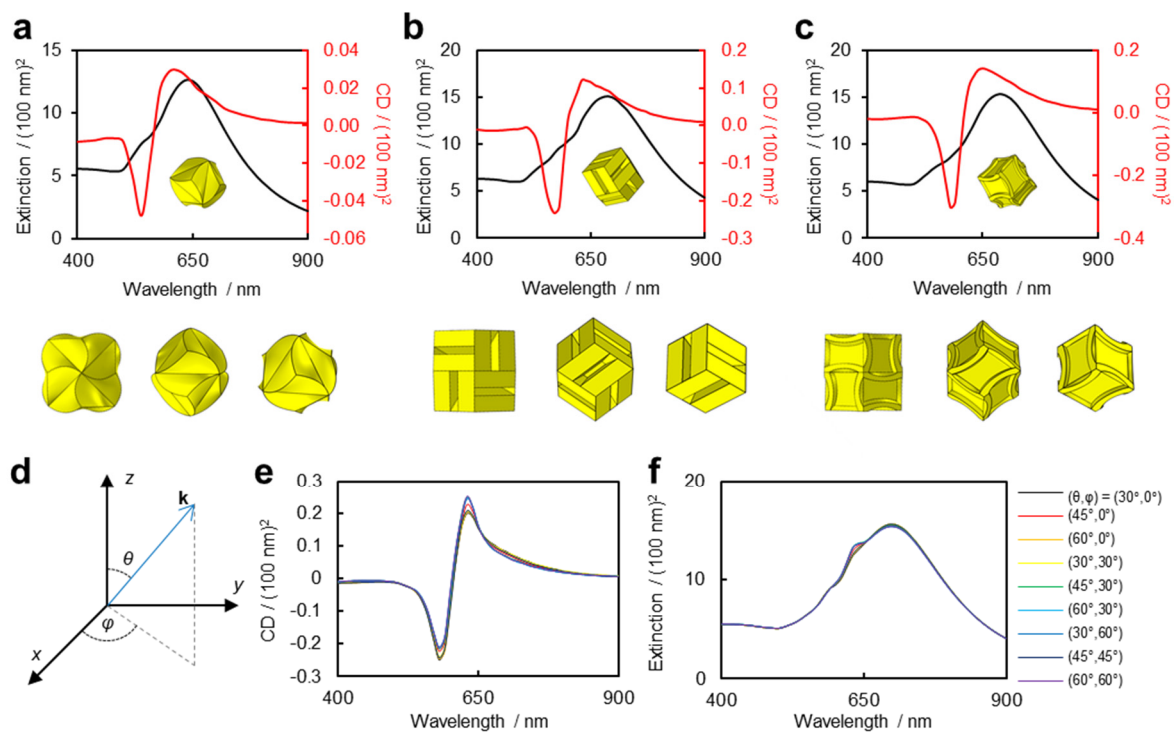 a
b
c
15
10
5
0
Extinction / (100 nm)²
0.04
0.02
0.00
-0.02
-0.04
-0.06
CD / (100 nm)²
400
650
900
Wavelength / nm
20
15
10
5
0
Extinction / (100 nm)²
0.2
0.1
0.0
-0.1
-0.2
-0.3
CD / (100 nm)²
400
650
900
Wavelength / nm
20
15
10
5
0
Extinction / (100 nm)²
0.2
0.0
-0.2
-0.4
CD / (100 nm)²
400
650
900
Wavelength / nm
d
z
k
θ
y
φ
x
e
0.3
0.2
0.1
0
-0.1
-0.2
-0.3
CD / (100 nm)²
400
650
900
Wavelength / nm
f
20
10
0
Extinction / (100 nm)²
400
650
900
Wavelength / nm
(θ,φ) = (30°,0°)
(45°,0°)
(60°,0°)
(30°,30°)
(45°,30°)
(60°,30°)
(30°,60°)
(45°,45°)
(60°,60°)